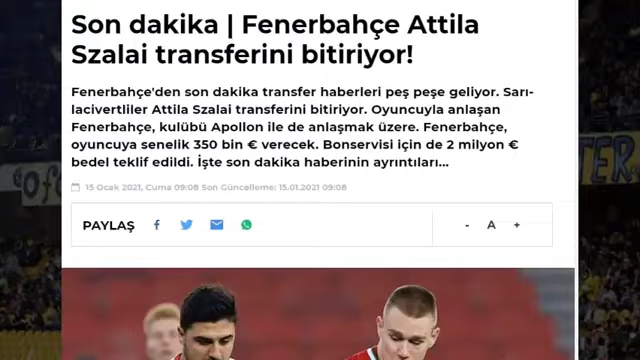 Son dakika | Fenerbahçe Attila
Szalai transferini bitiriyor!
Fenerbahçe'den son dakika transfer haberleri peş peşe geliyor. Sarı-
lacivertliler Attila Szalai transferini bitiriyor. Oyuncuyla anlaşan
Fenerbahçe, kulübü Apollon ile de anlaşmak üzere. Fenerbahçe,
oyuncuya senelik 350 bin € verecek. Bonservisi için de 2 milyon €
bedel teklif edildi. İşte son dakika haberinin ayrıntıları...
15 Ocak 2021, Cuma 09:08 Son Güncelleme: 15.01.2021 09:08
PAYLAŞ
- A +